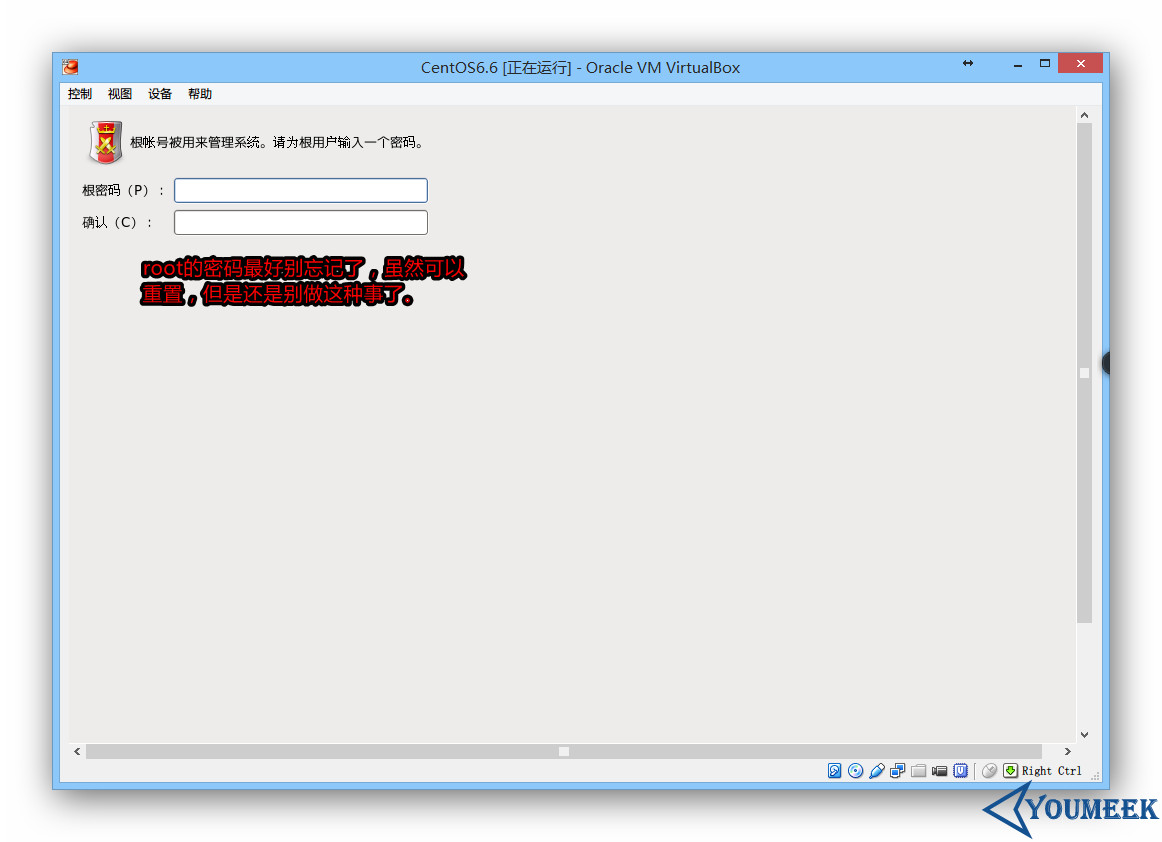 CentOS6.6 [正在运行] - Oracle VM VirtualBox
控制 视图 设备 帮助
根帐号被用来管理系统。请为根用户输入一个密码。
根密码（P）：
确认（C）：
root的密码最好别忘记了，虽然可以
重置，但是还是别做这种事了。
Right Ctrl
YOUMEEK